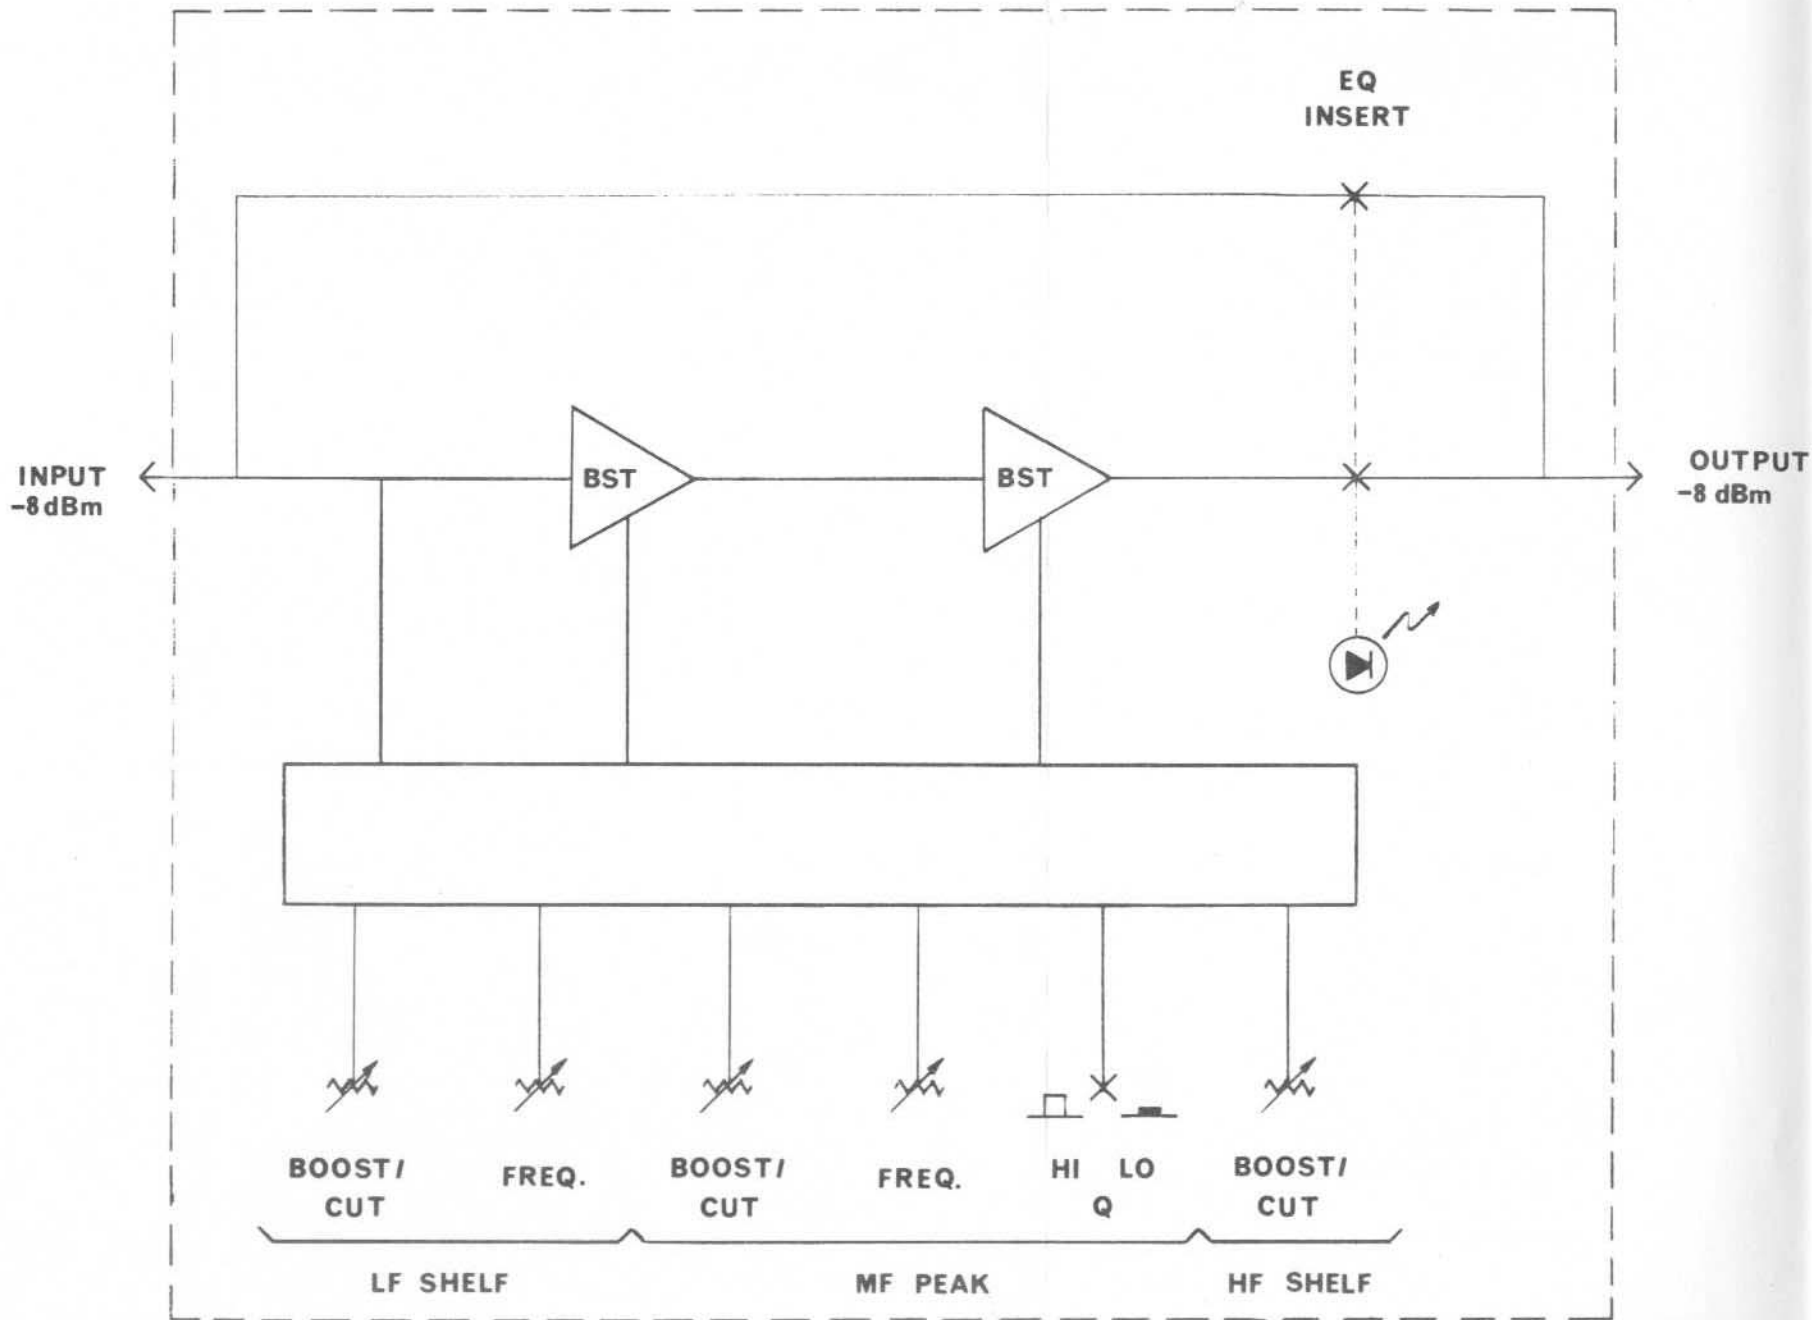 EQ
INSERT
INPUT
-8 dBm
BST
BST
OUTPUT
-8 dBm
BOOST/
CUT
FREQ.
BOOST/
CUT
FREQ.
HI LO
Q
BOOST/
CUT
LF SHELF
MF PEAK
HF SHELF